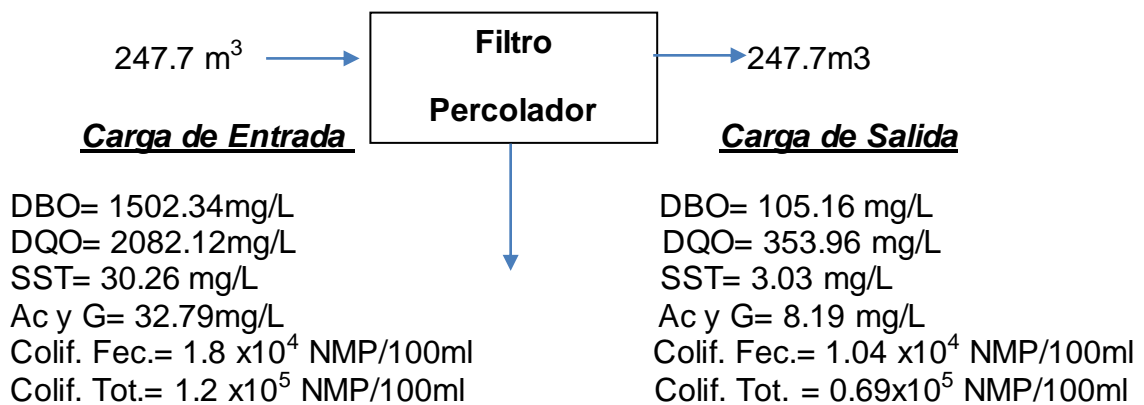 247.7 m³ Filtro 247.7m3
Percolador
Carga de Entrada Carga de Salida
DBO= 1502.34mg/L DBO= 105.16 mg/L
DQO= 2082.12mg/L DQO= 353.96 mg/L
SST= 30.26 mg/L SST= 3.03 mg/L
Ac y G= 32.79mg/L Ac y G= 8.19 mg/L
Colif. Fec.= 1.8 x10⁴ NMP/100ml Colif. Fec.= 1.04 x10⁴ NMP/100ml
Colif. Tot.= 1.2 x10⁵ NMP/100ml Colif. Tot. = 0.69x10⁵ NMP/100ml